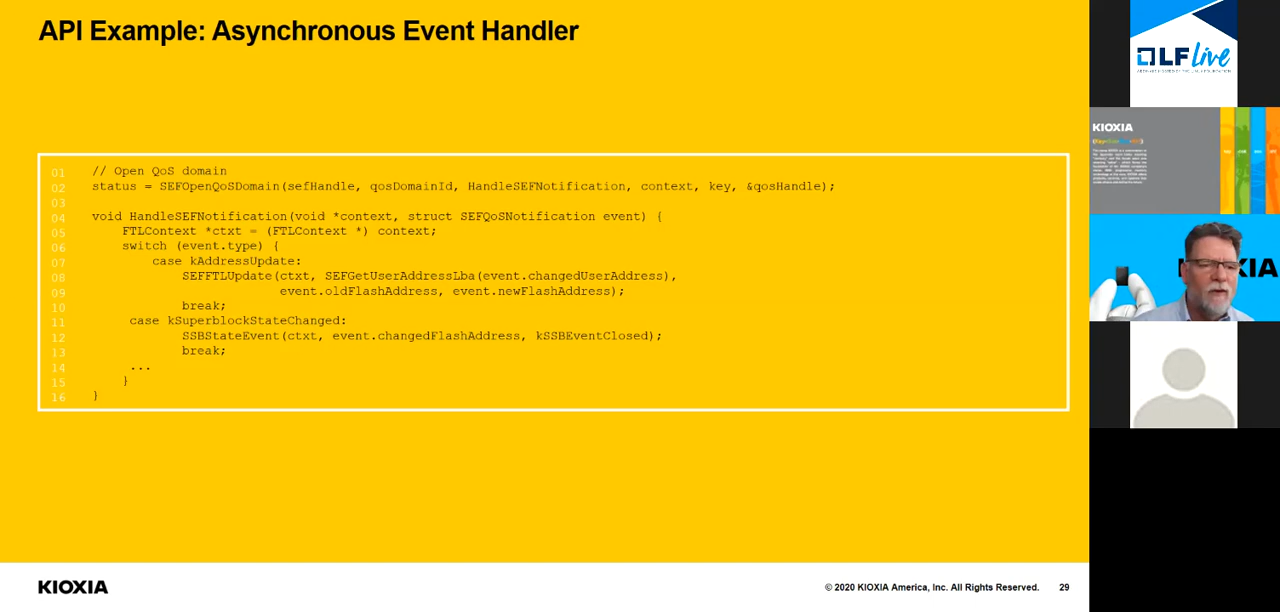 API Example: Asynchronous Event Handler
01 // Open QoS domain
02 status = SEFOpenQoSDomain(sefHandle, qosDomainId, HandleSEFNotification, context, key, &qosHandle);
03
04 void HandleSEFNotification(void *context, struct SEFQoSNotification event) {
05 FTLContext *ctxt = (FTLContext *) context;
06 switch (event.type) {
07 case kAddressUpdate:
08 SEFFTLUpdate(ctxt, SEFGetUserAddressLba(event.changedUserAddress),
09 event.oldFlashAddress, event.newFlashAddress);
10 break;
11 case kSuperblockStateChanged:
12 SSBStateEvent(ctxt, event.changedFlashAddress, kSSBEventClosed);
13 break;
14 ...
15 }
16 }
KIOXIA
© 2020 KIOXIA America, Inc. All Rights Reserved. 29
LF Live
KIOXIA
XIA